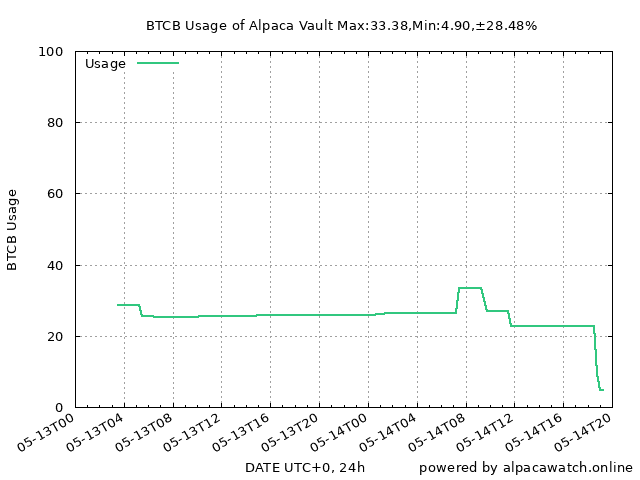 BTCB Usage of Alpaca Vault Max:33.38,Min:4.90,±28.48%
100
Usage
80
60
BTCB Usage
40
20
0
05-13T00 05-13T04 05-13T08 05-13T12 05-13T16 05-13T20 05-14T00 05-14T04 05-14T08 05-14T12 05-14T16 05-14T20
DATE UTC+0, 24h
powered by alpacawatch.online